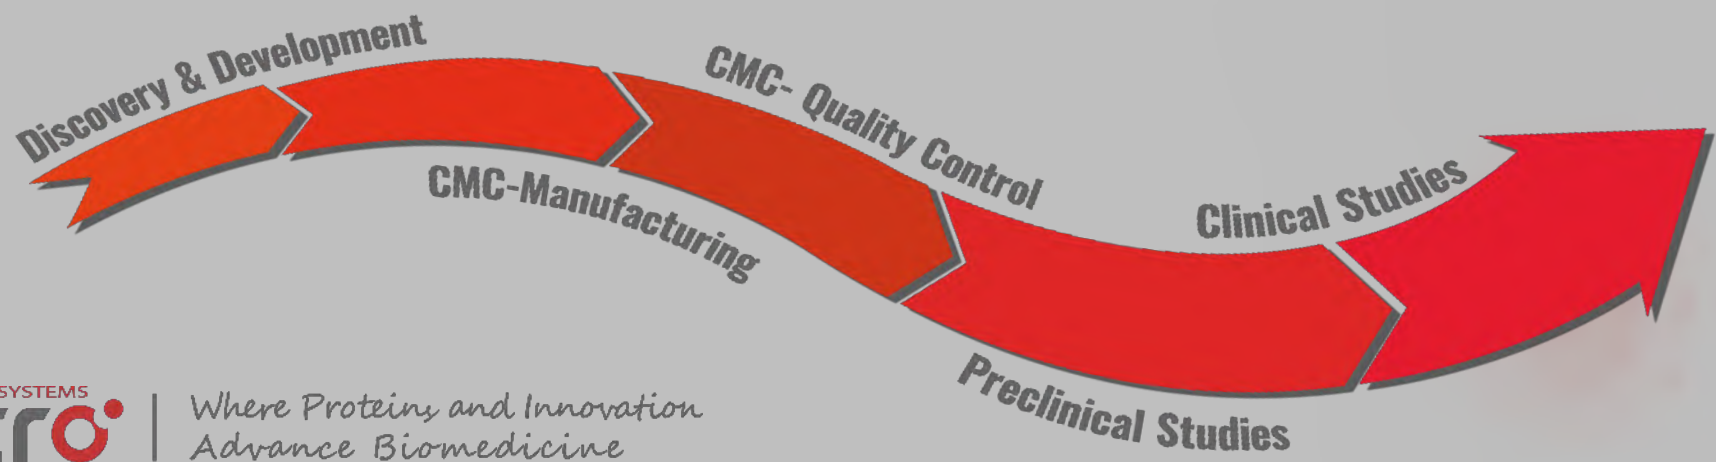 Discovery & Development
CMC-Manufacturing
CMC- Quality Control
Preclinical Studies
Clinical Studies
SYSTEMS
Where Proteins and Innovation
Advance Biomedicine